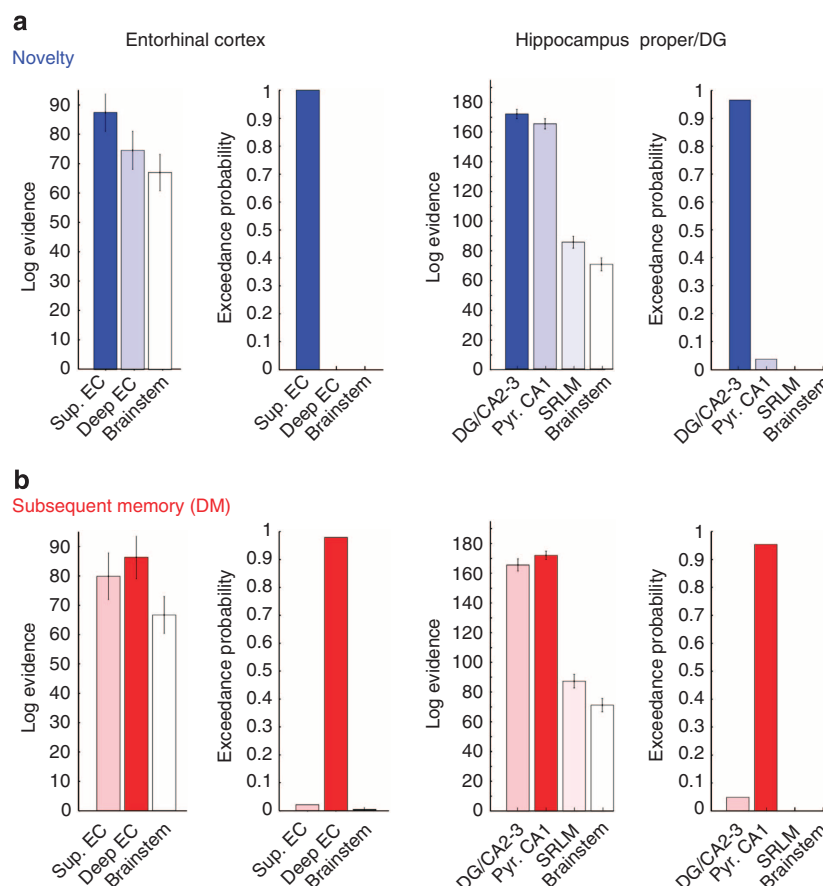 a
Entorhinal cortex
Hippocampus proper/DG
Novelty
Log evidence
90
80
70
60
50
40
30
20
10
0
Sup. EC
Deep EC
Brainstem
Exceedance probability
1
0.9
0.8
0.7
0.6
0.5
0.4
0.3
0.2
0.1
0
Sup. EC
Deep EC
Brainstem
Log evidence
180
160
140
120
100
80
60
40
20
0
DG/CA2-3
Pyr. CA1
SRLM
Brainstem
Exceedance probability
1
0.9
0.8
0.7
0.6
0.5
0.4
0.3
0.2
0.1
0
DG/CA2-3
Pyr. CA1
SRLM
Brainstem
b
Subsequent memory (DM)
Log evidence
90
80
70
60
50
40
30
20
10
0
Sup. EC
Deep EC
Brainstem
Exceedance probability
1
0.9
0.8
0.7
0.6
0.5
0.4
0.3
0.2
0.1
0
Sup. EC
Deep EC
Brainstem
Log evidence
180
160
140
120
100
80
60
40
20
0
DG/CA2-3
Pyr. CA1
SRLM
Brainstem
Exceedance probability
1
0.9
0.8
0.7
0.6
0.5
0.4
0.3
0.2
0.1
0
DG/CA2-3
Pyr. CA1
SRLM
Brainstem